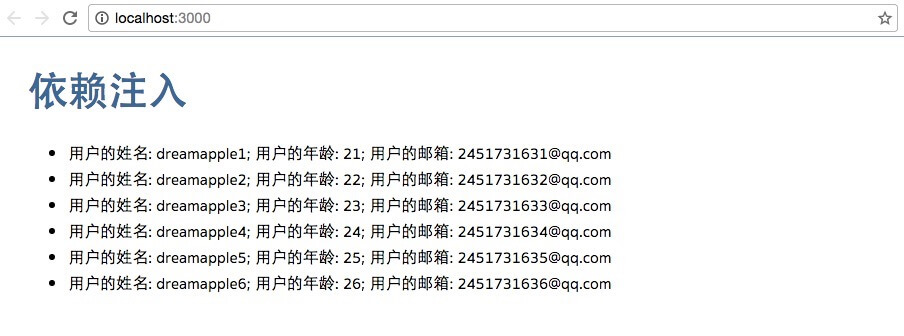 localhost:3000
依赖注入
用户的姓名: dreamapple1; 用户的年龄: 21; 用户的邮箱: 2451731631@qq.com
用户的姓名: dreamapple2; 用户的年龄: 22; 用户的邮箱: 2451731632@qq.com
用户的姓名: dreamapple3; 用户的年龄: 23; 用户的邮箱: 2451731633@qq.com
用户的姓名: dreamapple4; 用户的年龄: 24; 用户的邮箱: 2451731634@qq.com
用户的姓名: dreamapple5; 用户的年龄: 25; 用户的邮箱: 2451731635@qq.com
用户的姓名: dreamapple6; 用户的年龄: 26; 用户的邮箱: 2451731636@qq.com